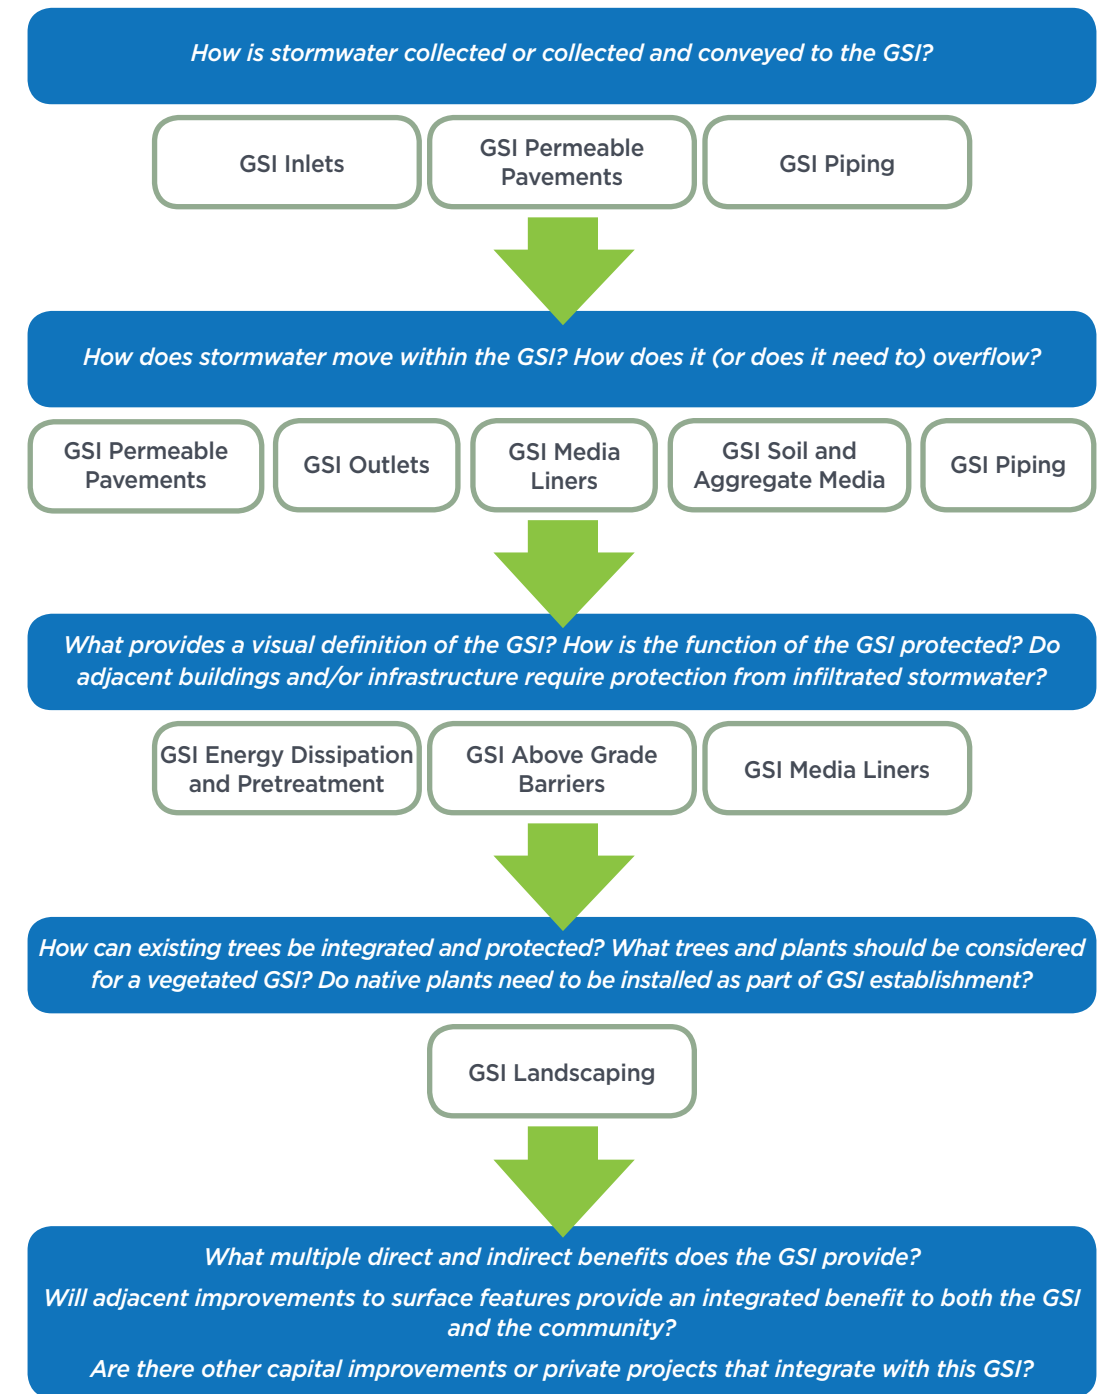 How is stormwater collected or collected and conveyed to the GSI?
GSI Inlets
GSI Permeable
Pavements
GSI Piping
How does stormwater move within the GSI? How does it (or does it need to) overflow?
GSI Permeable
Pavements
GSI Outlets
GSI Media
Liners
GSI Soil and
Aggregate Media
GSI Piping
What provides a visual definition of the GSI? How is the function of the GSI protected? Do
adjacent buildings and/or infrastructure require protection from infiltrated stormwater?
GSI Energy Dissipation
and Pretreatment
GSI Above Grade
Barriers
GSI Media Liners
How can existing trees be integrated and protected? What trees and plants should be considered
for a vegetated GSI? Do native plants need to be installed as part of GSI establishment?
GSI Landscaping
What multiple direct and indirect benefits does the GSI provide?
Will adjacent improvements to surface features provide an integrated benefit to both the GSI
and the community?
Are there other capital improvements or private projects that integrate with this GSI?